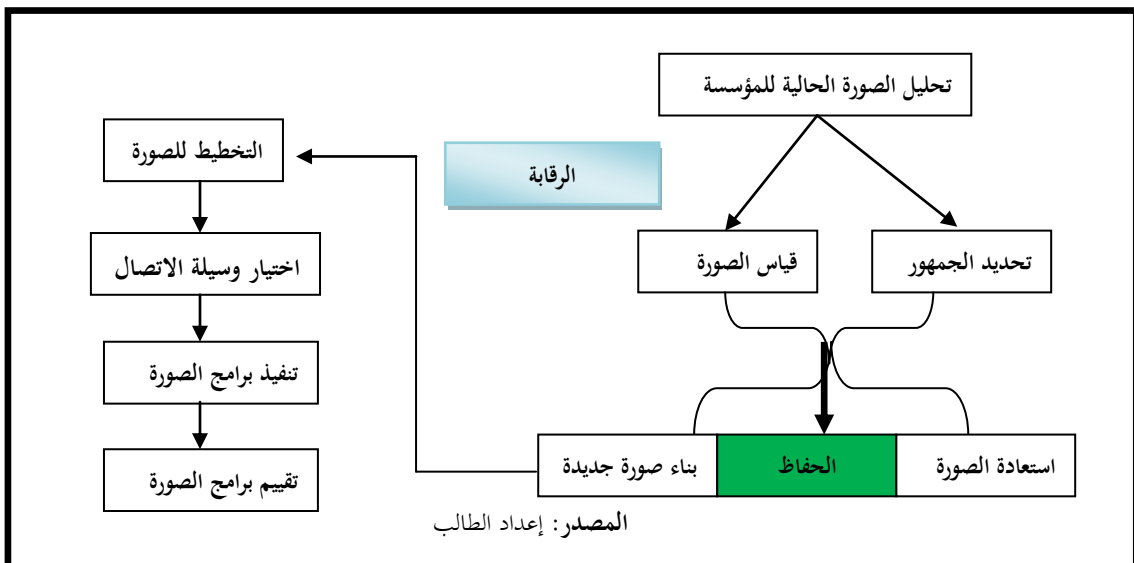 تحليل الصورة الحالية للمؤسسة
التخطيط للصورة
الرقابة
تحديد الجمهور
قياس الصورة
اختيار وسيلة الاتصال
تنفيذ برامج الصورة
استعادة الصورة
الحفاظ
بناء صورة جديدة
تقييم برامج الصورة
المصدر: إعداد الطالب